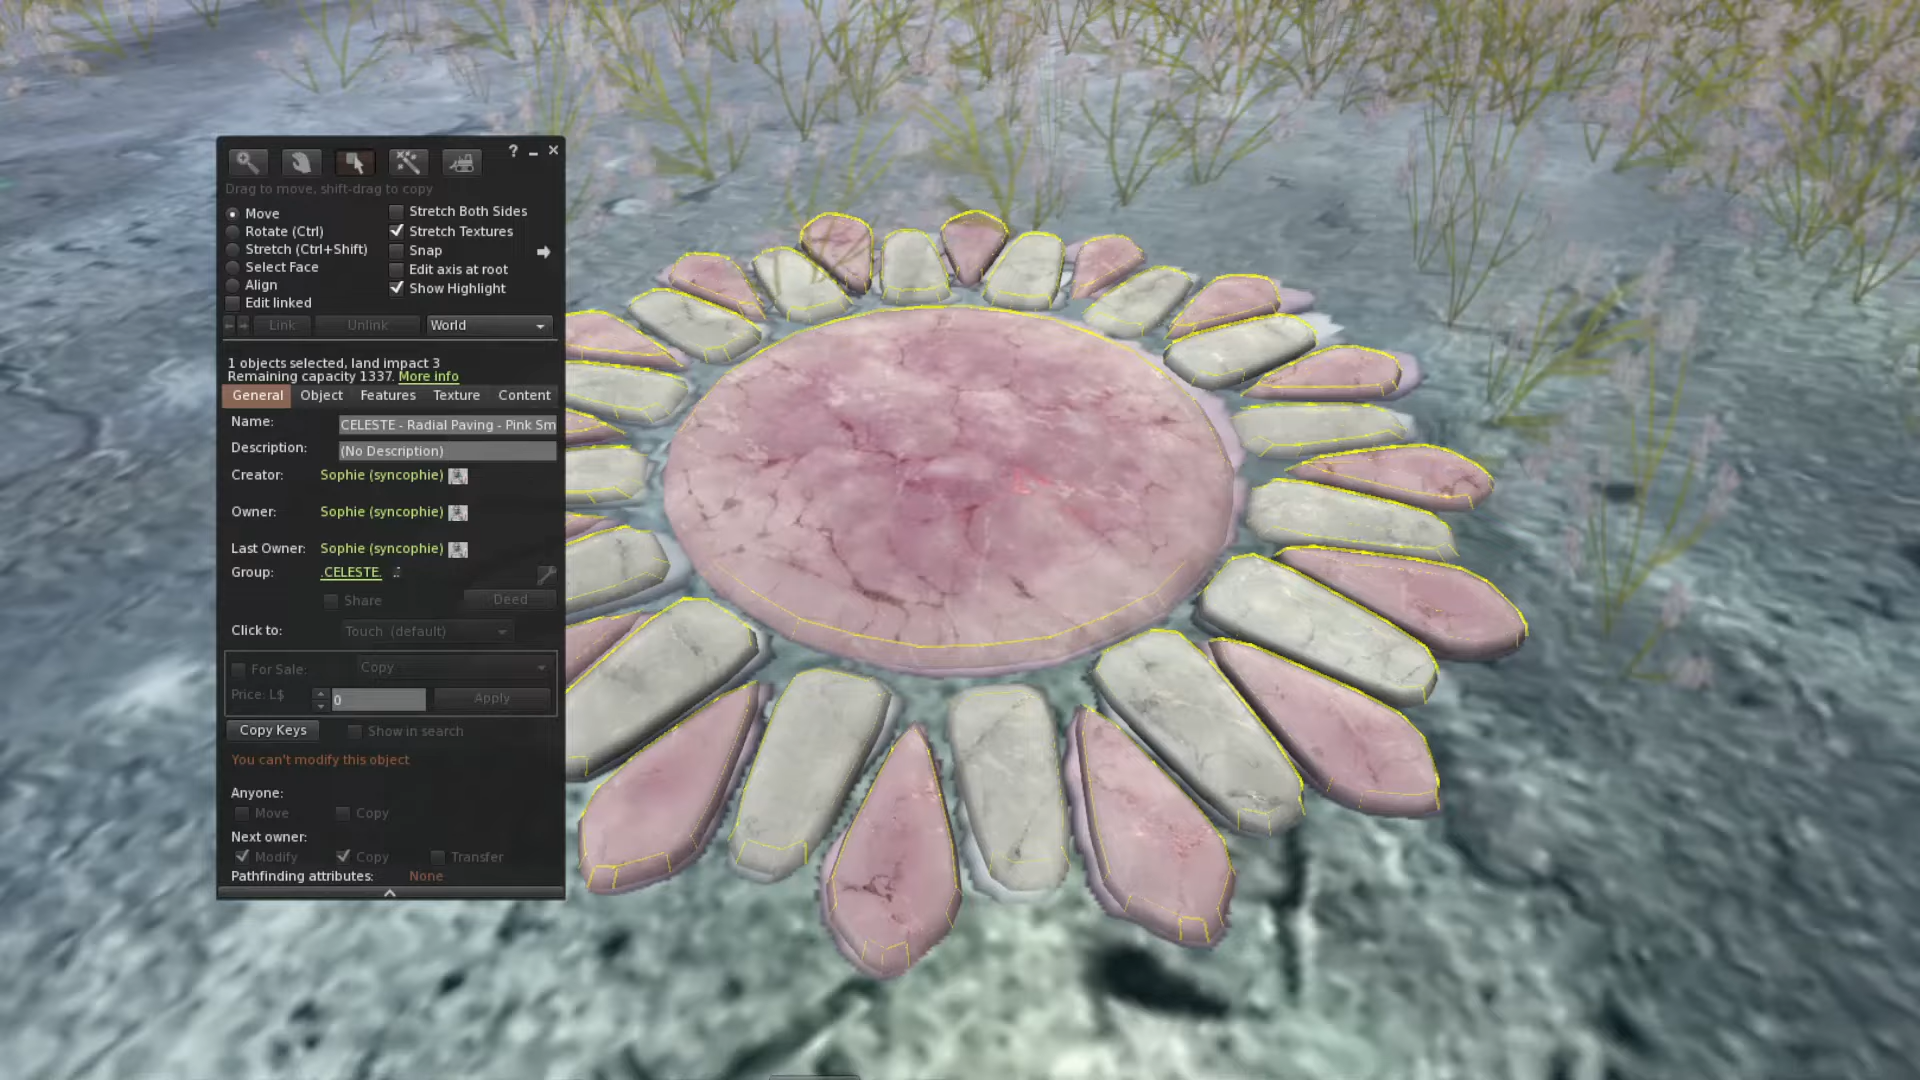 ?
Drag to move, shift-drag to copy
Move
Stretch Both Sides
Rotate (Ctrl)
Stretch Textures
Stretch (Ctrl+Shift)
Snap
Select Face
Edit axis at root
Align
Show Highlight
Edit linked
Link
Unlink
World
1 objects selected, land impact 3
Remaining capacity 1337. More info
General
Object
Features
Texture
Content
Name: CELESTE - Radial Paving - Pink Sm
Description: (No Description)
Creator: Sophie (syncophie)
Owner: Sophie (syncophie)
Last Owner: Sophie (syncophie)
Group: .CELESTE.
Share
Deed
Click to: Touch (default)
For Sale: Copy
Price: L$ 0 Apply
Copy Keys
Show in search
You can't modify this object
Anyone:
Move Copy
Next owner:
Modify Copy Transfer
Pathfinding attributes: None